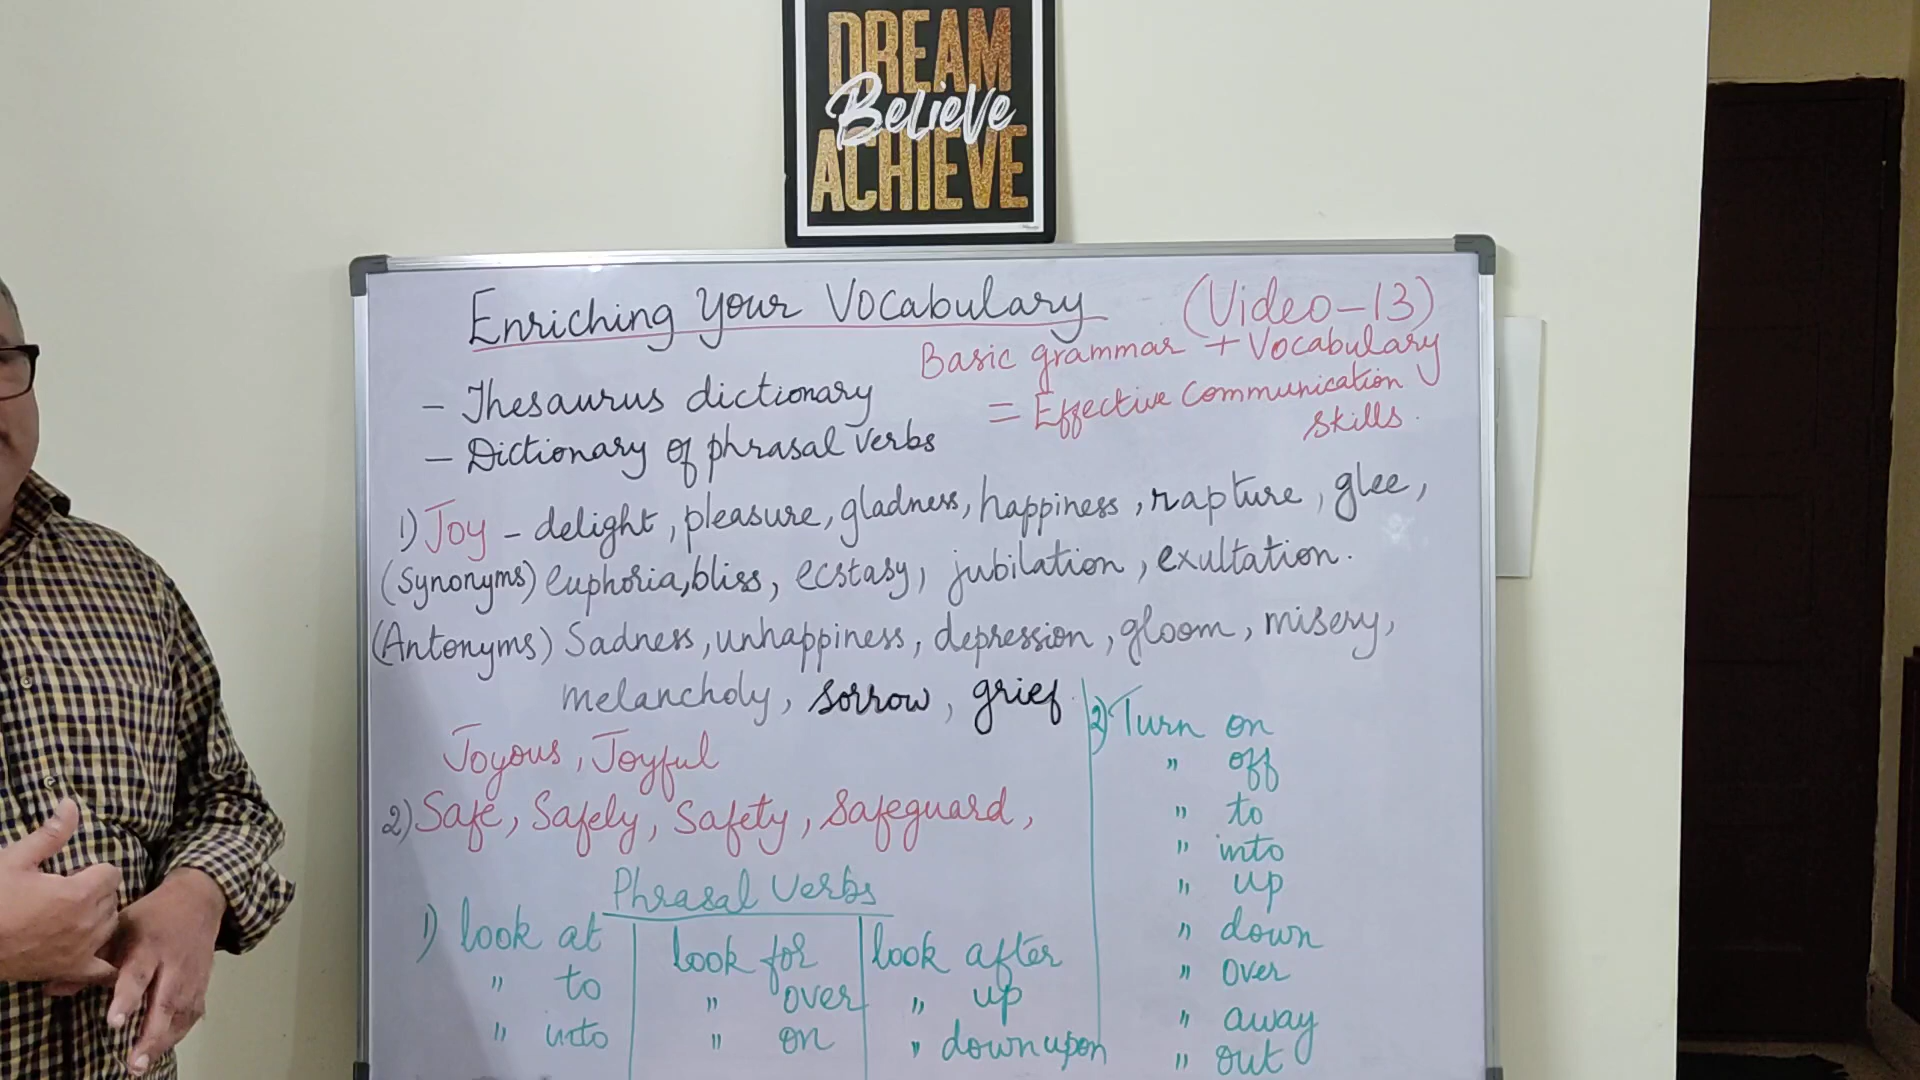 DREAM
Believe
ACHIEVE
Enriching your Vocabulary (Video-13)
Basic grammar + Vocabulary
= Effective Communication
skills.
- Thesaurus dictionary
- Dictionary of phrasal verbs
1) Joy - delight, pleasure, gladness, happiness, rapture, glee,
(Synonyms) euphoria, bliss, ecstasy, jubilation, exultation.
(Antonyms) Sadness, unhappiness, depression, gloom, misery,
melancholy, sorrow, grief.
Joyous, Joyful
2) Safe, Safely, Safety, Safeguard,
Phrasal Verbs
1) look at
" to
" into
look for
" over
" on
look after
" up
" down upon
2) Turn on
" off
" to
" into
" up
" down
" over
" away
" out